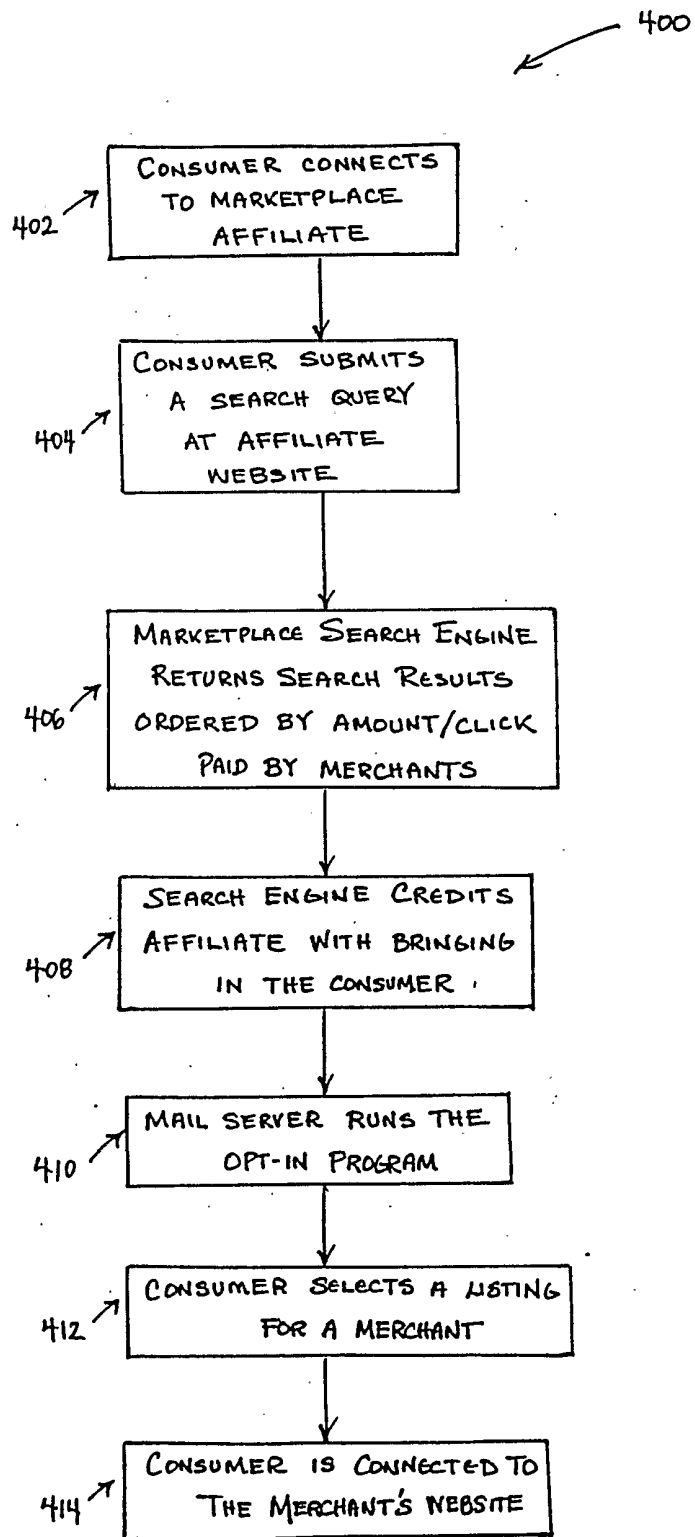 400
CONSUMER CONNECTS
TO MARKETPLACE
AFFILIATE
402
CONSUMER SUBMITS
A SEARCH QUERY
AT AFFILIATE
WEBSITE
404
MARKETPLACE SEARCH ENGINE
RETURNS SEARCH RESULTS
ORDERED BY AMOUNT/CLICK
PAID BY MERCHANTS
406
SEARCH ENGINE CREDITS
AFFILIATE WITH BRINGING
IN THE CONSUMER
408
MAIL SERVER RUNS THE
OPT-IN PROGRAM
410
CONSUMER SELECTS A LISTING
FOR A MERCHANT
412
CONSUMER IS CONNECTED TO
THE MERCHANT'S WEBSITE
414